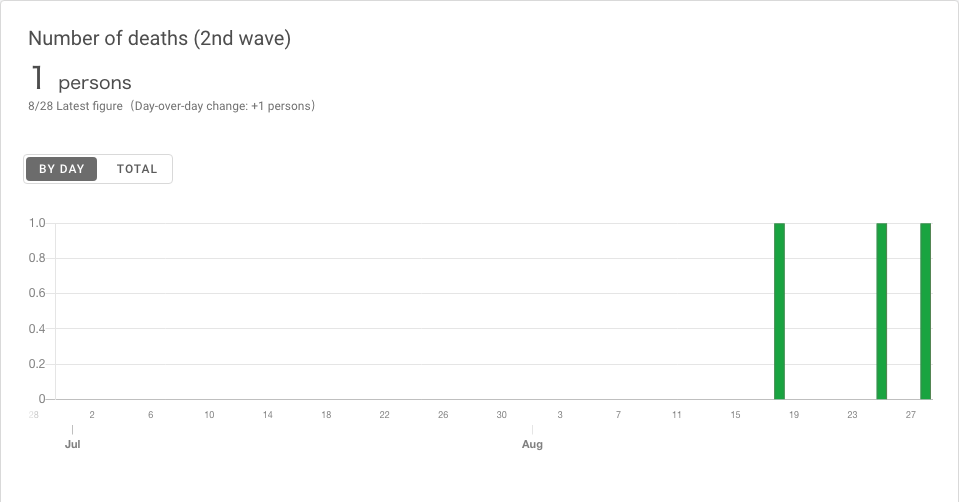 Number of deaths (2nd wave)
1 persons
8/28 Latest figure（Day-over-day change: +1 persons）
BY DAY TOTAL
1.0
0.8
0.6
0.4
0.2
0
28 2 6 10 14 18 22 26 30 3 7 11 15 19 23 27
Jul Aug